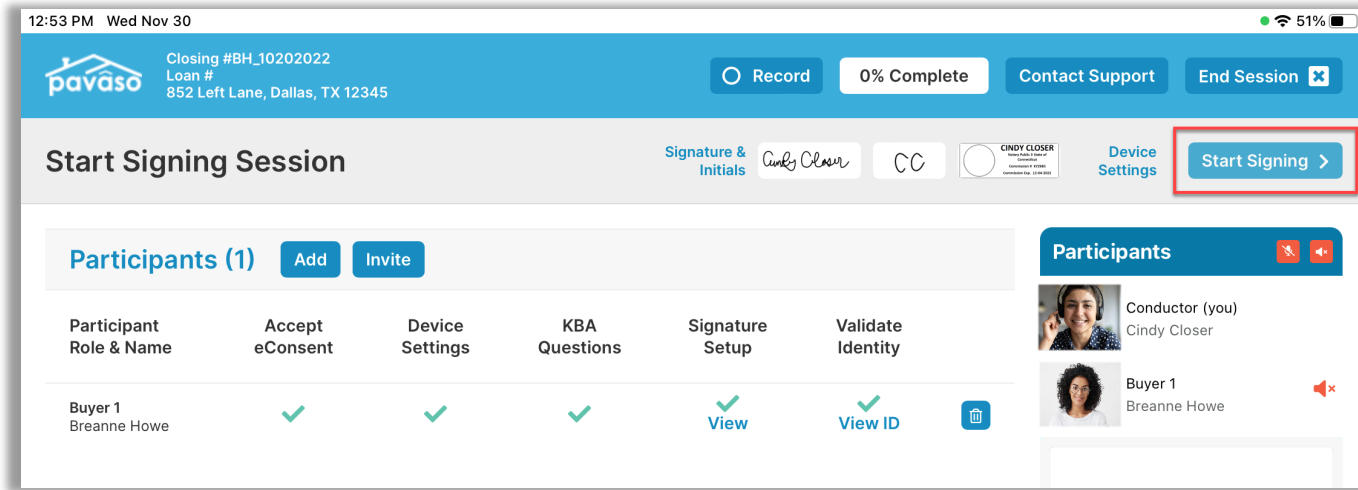 12:53 PM Wed Nov 30
51%
pavaso
Closing #BH_10202022
Loan #
852 Left Lane, Dallas, TX 12345
Record
0% Complete
Contact Support
End Session
Start Signing Session
Signature &
Initials
Cindy Closer
CC
CINDY CLOSER
Device
Settings
Start Signing
Participants (1)
Add
Invite
Participant
Role & Name
Accept
eConsent
Device
Settings
KBA
Questions
Signature
Setup
Validate
Identity
Buyer 1
Breanne Howe
View
View ID
Participants
Conductor (you)
Cindy Closer
Buyer 1
Breanne Howe